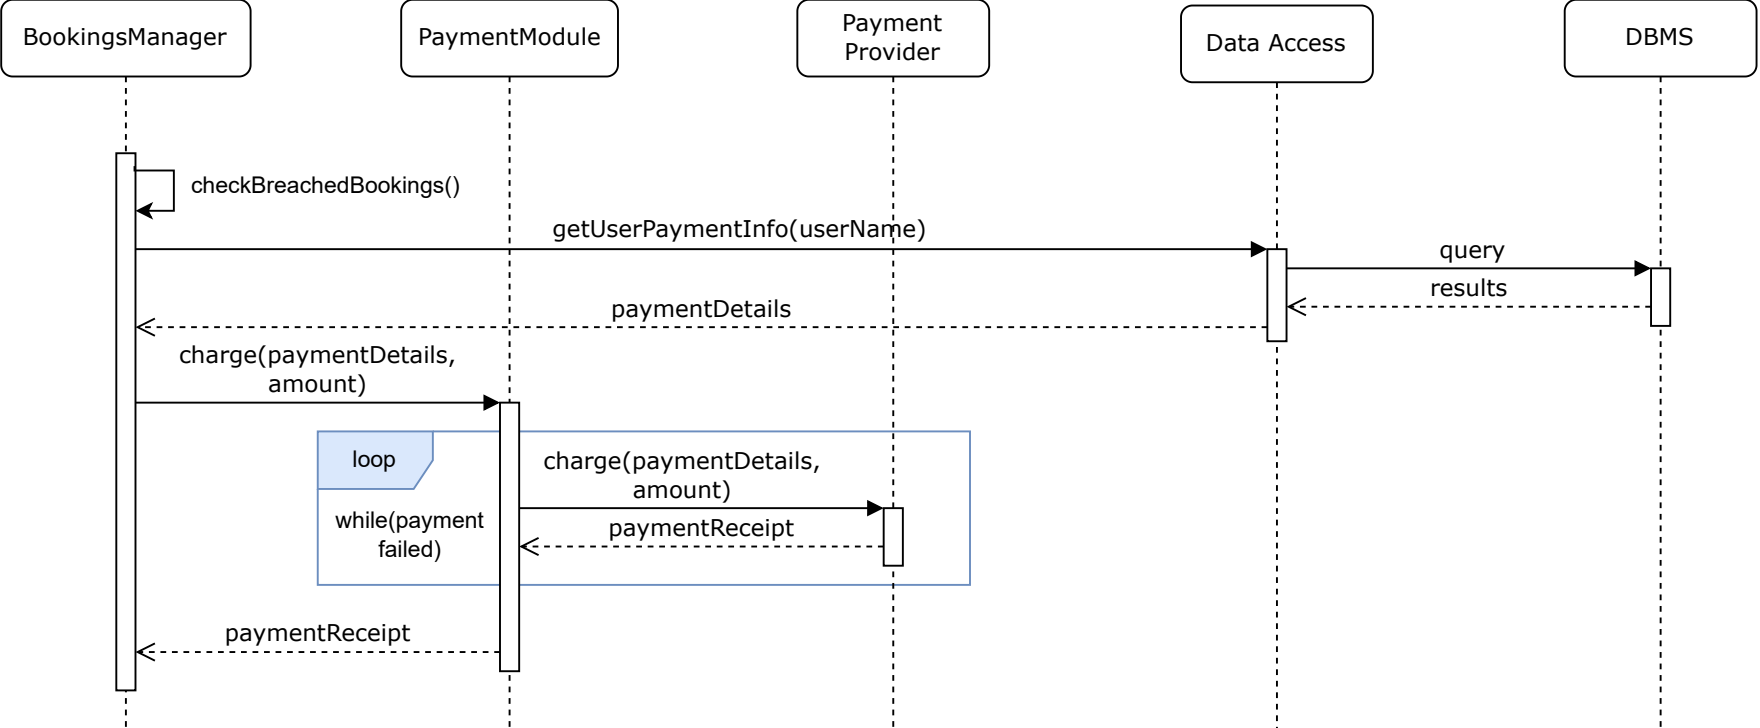 BookingsManager
PaymentModule
Payment
Provider
Data Access
DBMS
checkBreachedBookings()
getUserPaymentInfo(userName)
query
results
paymentDetails
charge(paymentDetails,
amount)
loop
charge(paymentDetails,
amount)
while(payment
failed)
paymentReceipt
paymentReceipt